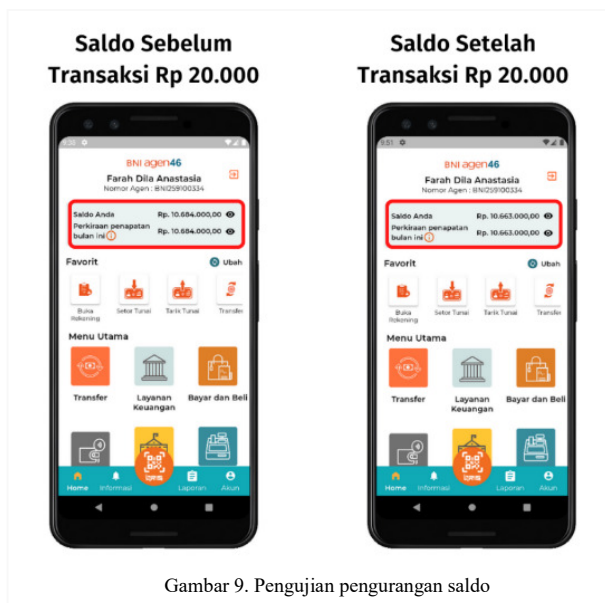 Saldo Sebelum
Transaksi Rp 20.000
BNI agen46
Farah Dila Anastasia
Nomor Agen : BNI259100334
Saldo Anda Rp. 10.684.000,00
Perkiraan penapatan
bulan ini Rp. 10.684.000,00
Favorit Ubah
Buka
Rekening
Setor Tunai
Tarik Tunai
Transfer
Menu Utama
Transfer
Layanan
Keuangan
Bayar dan Beli
QRIS
Home
Informasi
Laporan
Akun
Saldo Setelah
Transaksi Rp 20.000
BNI agen46
Farah Dila Anastasia
Nomor Agen : BNI259100334
Saldo Anda Rp. 10.663.000,00
Perkiraan penapatan
bulan ini Rp. 10.663.000,00
Favorit Ubah
Buka
Rekening
Setor Tunai
Tarik Tunai
Transfer
Menu Utama
Transfer
Layanan
Keuangan
Bayar dan Beli
QRIS
Home
Informasi
Laporan
Akun
Gambar 9. Pengujian pengurangan saldo